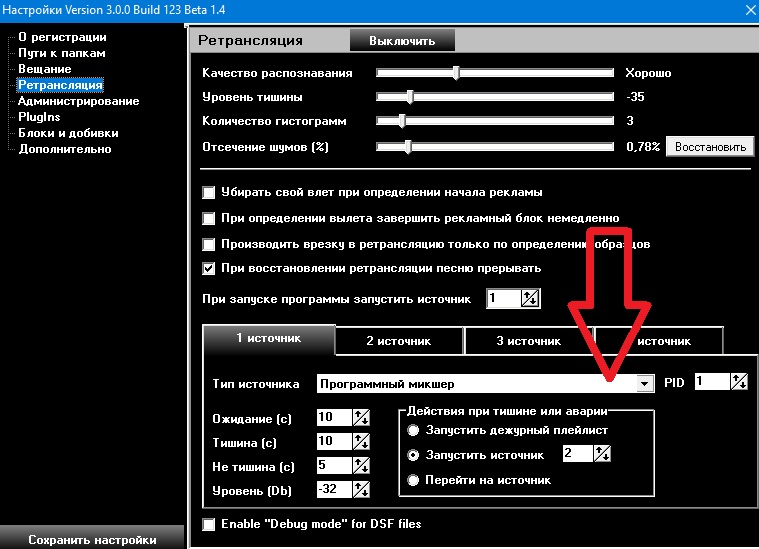 Настройки Version 3.0.0 Build 123 Beta 1.4
О регистрации
Пути к папкам
Вещание
Ретрансляция
Администрирование
PlugIns
Блоки и добивки
Дополнительно
Сохранить настройки
Ретрансляция Выключить
Качество распознавания Хорошо
Уровень тишины -35
Количество гистограмм 3
Отсечение шумов (%) 0,78% Восстановить
Убирать свой влет при определении начала рекламы
При определении вылета завершить рекламный блок немедленно
Производить врезку в ретрансляцию только по определению образцов
При восстановлении ретрансляции песню прерывать
При запуске программы запустить источник 1
1 источник 2 источник 3 источник источник
Тип источника Программный микшер PID 1
Ожидание (с) 10
Тишина (с) 10
Не тишина (с) 5
Уровень (Db) -32
Действия при тишине или аварии
Запустить дежурный плейлист
Запустить источник 2
Перейти на источник
Enable "Debug mode" for DSF files